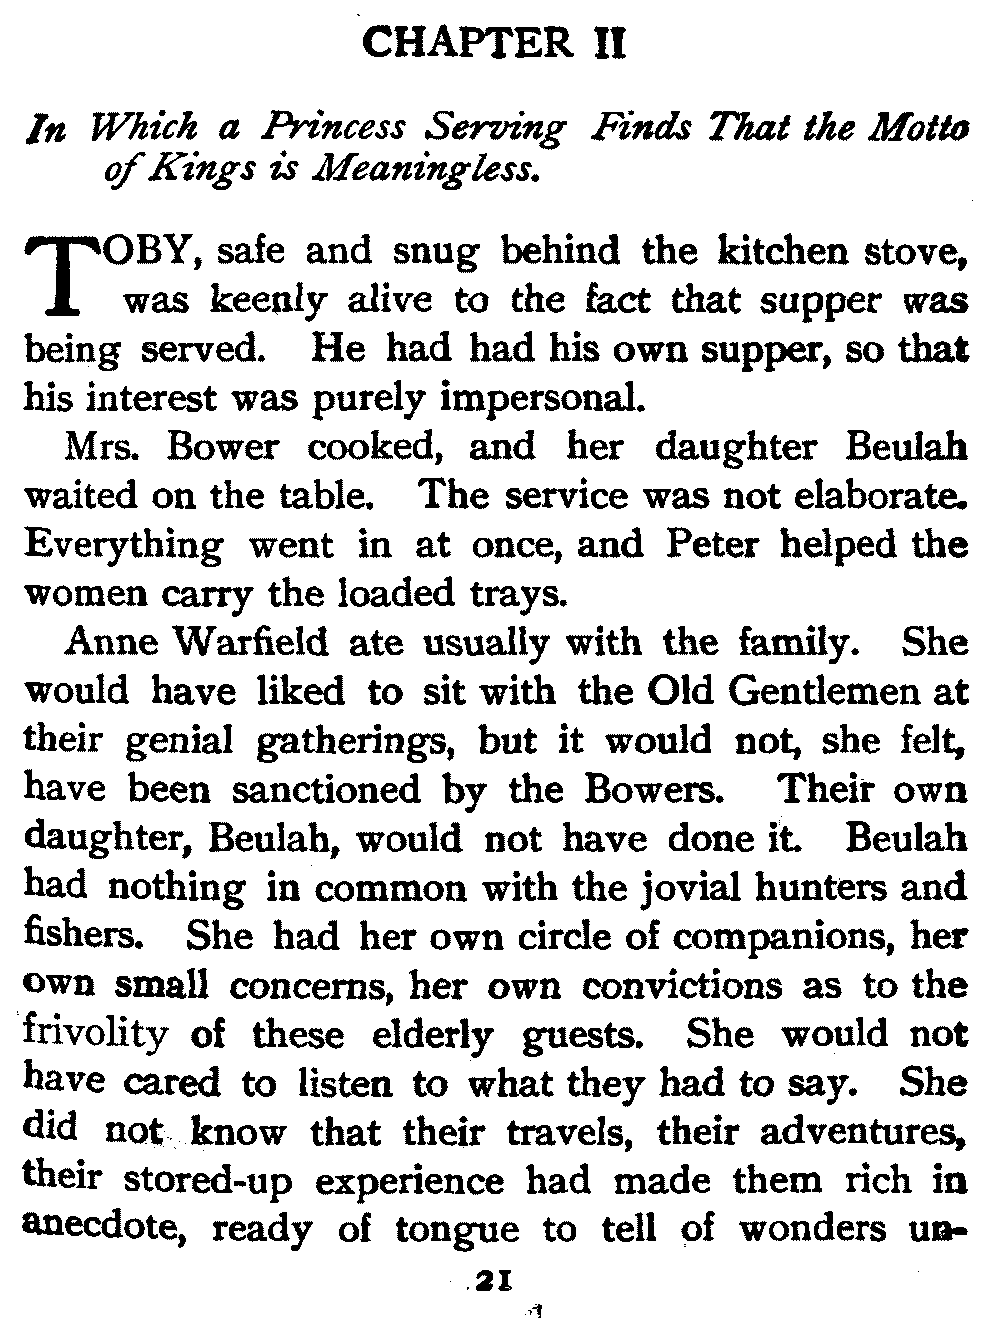 CHAPTER II
In Which a Princess Serving Finds That the Motto
of Kings is Meaningless.
TOBY, safe and snug behind the kitchen stove,
was keenly alive to the fact that supper was
being served. He had had his own supper, so that
his interest was purely impersonal.
Mrs. Bower cooked, and her daughter Beulah
waited on the table. The service was not elaborate.
Everything went in at once, and Peter helped the
women carry the loaded trays.
Anne Warfield ate usually with the family. She
would have liked to sit with the Old Gentlemen at
their genial gatherings, but it would not, she felt,
have been sanctioned by the Bowers. Their own
daughter, Beulah, would not have done it. Beulah
had nothing in common with the jovial hunters and
fishers. She had her own circle of companions, her
own small concerns, her own convictions as to the
frivolity of these elderly guests. She would not
have cared to listen to what they had to say. She
did not know that their travels, their adventures,
their stored-up experience had made them rich in
anecdote, ready of tongue to tell of wonders un-
21